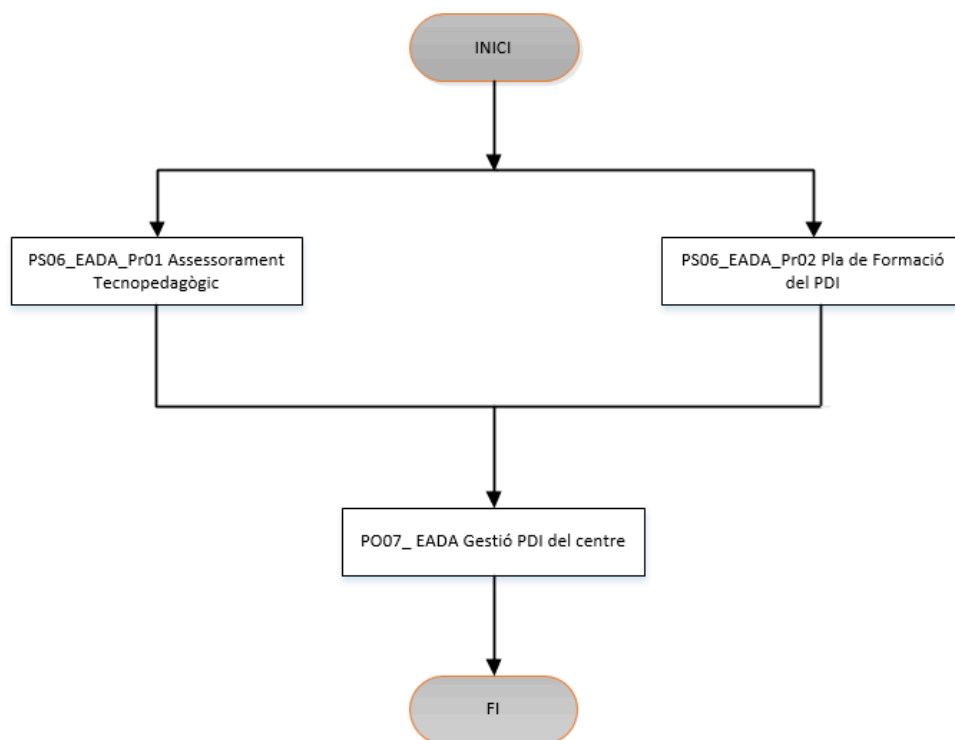 INICI
PS06_EADA_Pr01 Assessorament
Tecnopedagògic
PS06_EADA_Pr02 Pla de Formació
del PDI
PO07_ EADA Gestió PDI del centre
FI